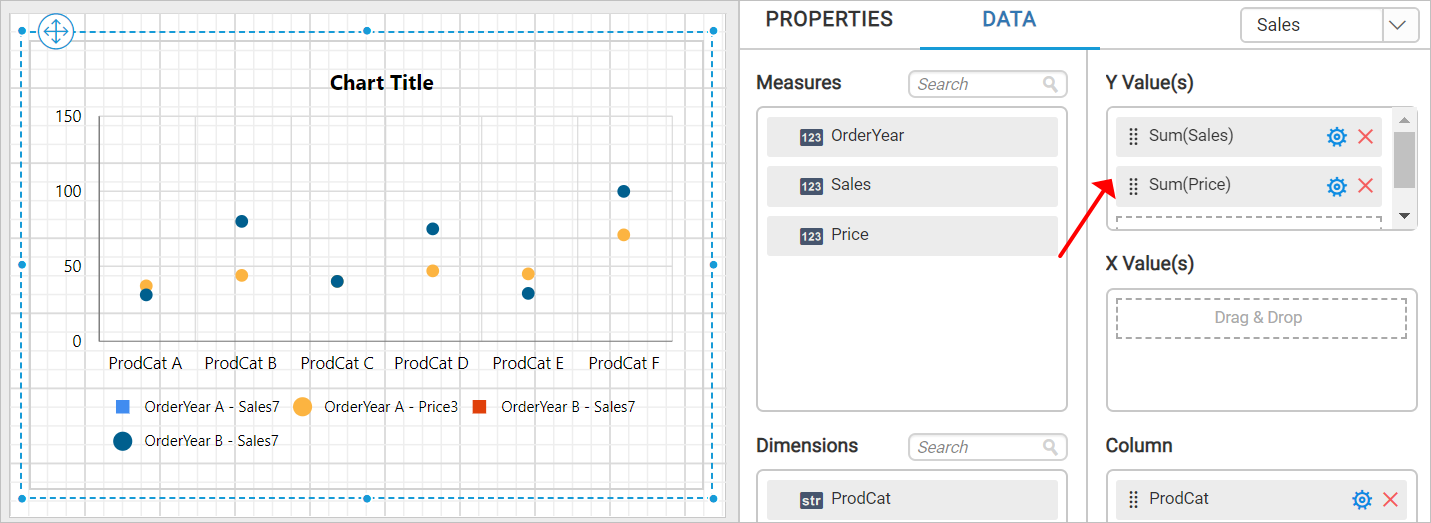 Chart Title
150
100
50
0
ProdCat A ProdCat B ProdCat C ProdCat D ProdCat E ProdCat F
OrderYear A - Sales7 OrderYear A - Price3 OrderYear B - Sales7
OrderYear B - Sales7
PROPERTIES DATA Sales
Measures Search
123 OrderYear
123 Sales
123 Price
Dimensions Search
str ProdCat
Y Value(s)
Sum(Sales)
Sum(Price)
X Value(s)
Drag & Drop
Column
ProdCat